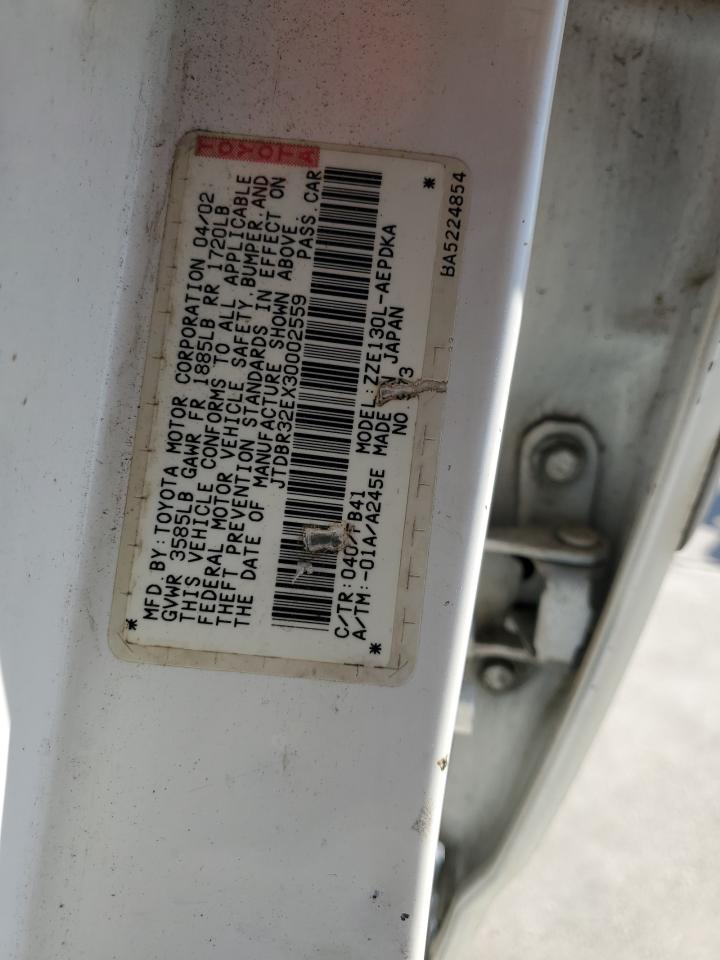 TOYOTA
MFD.BY:TOYOTA MOTOR CORPORATION 04/02
GVWR 3585LB GAWR FR 1885LB RR 1720LB
THIS VEHICLE CONFORMS TO ALL APPLICABLE
FEDERAL MOTOR VEHICLE SAFETY, BUMPER, AND
THEFT PREVENTION STANDARDS IN EFFECT ON
THE DATE OF MANUFACTURE SHOWN ABOVE.
JTDBR32EX30002559 PASS.CAR
C/TR:040/FB41 MODEL:ZZE130L-AEPDKA
A/TM:-01A/A245E MADE IN JAPAN
NO
BA5224854